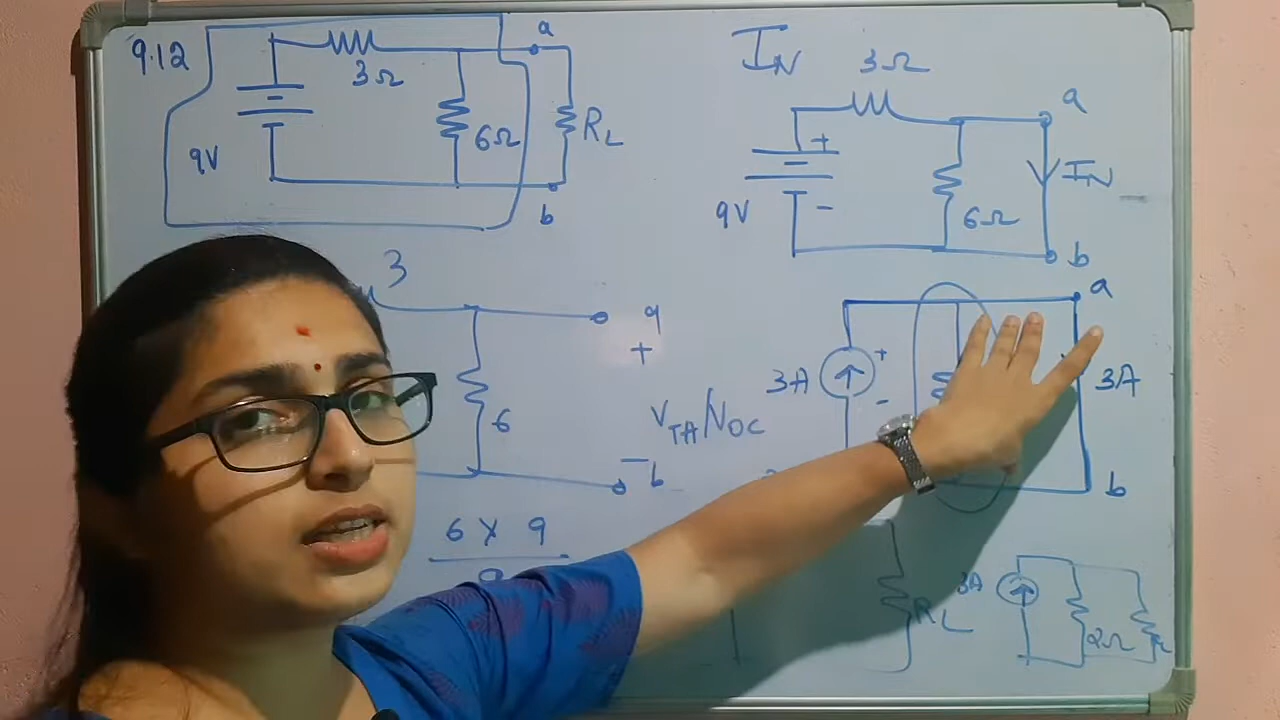 9.12
a
3Ω
9V
6Ω
RL
b
IN
3Ω
a
+
IN
9V
-
6Ω
b
3
a
+
6
VTH/VOC
-
b
6 X 9
a
3A
+
-
3A
b
RL
3A
2Ω